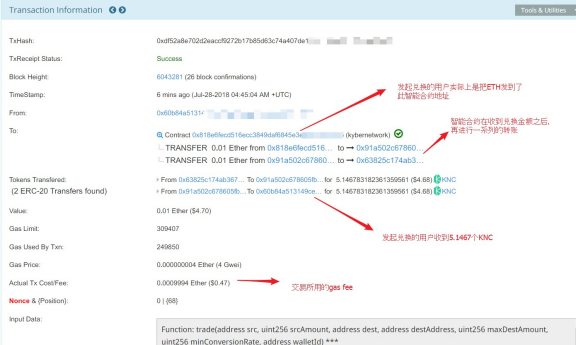 Transaction Information
Tools & Utilities
TxHash:
0xdf52a8e702d2eaccf9272b17b85d63c74a407de1
TxReceipt Status:
Success
Block Height:
6043281 (26 block confirmations)
TimeStamp:
6 mins ago (Jul-28-2018 04:45:04 AM +UTC)
From:
0x60b84a5131
To:
Contract 0x818e6fecd516ecc3849daf6845e3e (kybernetwork)
TRANSFER 0.01 Ether from 0x818e6fecd516... to → 0x91a502c67860...
TRANSFER 0.01 Ether from 0x91a502c67860... to → 0x63825c174ab3...
发起兑换的用户实际上是把ETH发到了
此智能合约地址
智能合约在收到兑换金额之后,
再进行一系列的转账
Tokens Transfered:
(2 ERC-20 Transfers found)
From 0x63825c174ab367... To 0x91a502c678605fb... for 5.146783182361359561 ($4.68) KNC
From 0x91a502c678605fb... To 0x60b84a513149ce... for 5.146783182361359561 ($4.68) KNC
Value:
0.01 Ether ($4.70)
Gas Limit:
309407
发起兑换的用户收到5.1467个KNC
Gas Used By Txn:
249850
Gas Price:
0.000000004 Ether (4 Gwei)
Actual Tx Cost/Fee:
0.0009994 Ether ($0.47)
交易所用的gas fee
Nonce & {Position}:
0 | {68}
Input Data:
Function: trade(address src, uint256 srcAmount, address dest, address destAddress, uint256 maxDestAmount,
uint256 minConversionRate, address walletId) ***